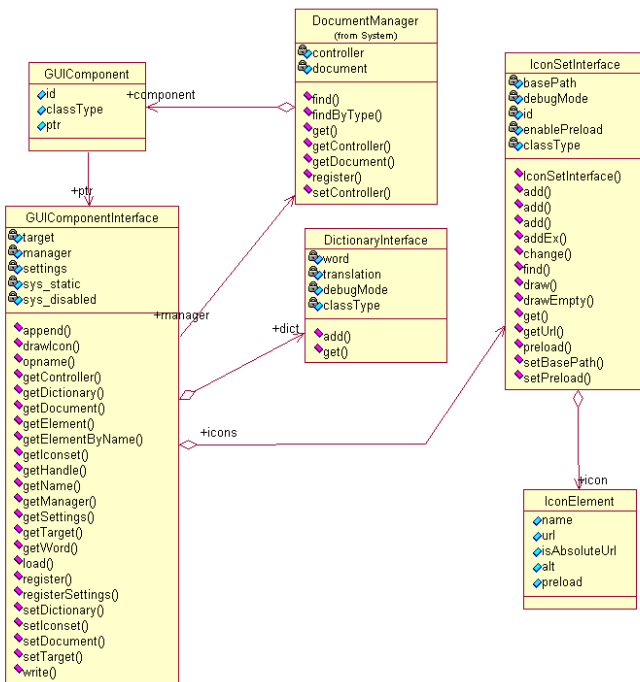 DocumentManager
(from System)
controller
document
find()
findByType()
get()
getController()
getDocument()
register()
setController()
GUIComponent
id
classType
ptr
+component
+ptr
IconSetInterface
basePath
debugMode
id
enablePreload
classType
IconSetInterface()
add()
add()
add()
addEx()
change()
find()
draw()
drawEmpty()
get()
getUrl()
preload()
setBasePath()
setPreload()
GUIComponentInterface
target
manager
settings
sys_static
sys_disabled
append()
drawIcon()
opname()
getController()
getDictionary()
getDocument()
getElement()
getElementByName()
getIconset()
getHandle()
getName()
getManager()
getSettings()
getTarget()
getWord()
load()
register()
registerSettings()
setDictionary()
setIconset()
setDocument()
setTarget()
write()
DictionaryInterface
word
translation
debugMode
classType
add()
get()
+manager
+dict
+icons
+icon
IconElement
name
url
isAbsoluteUrl
alt
preload